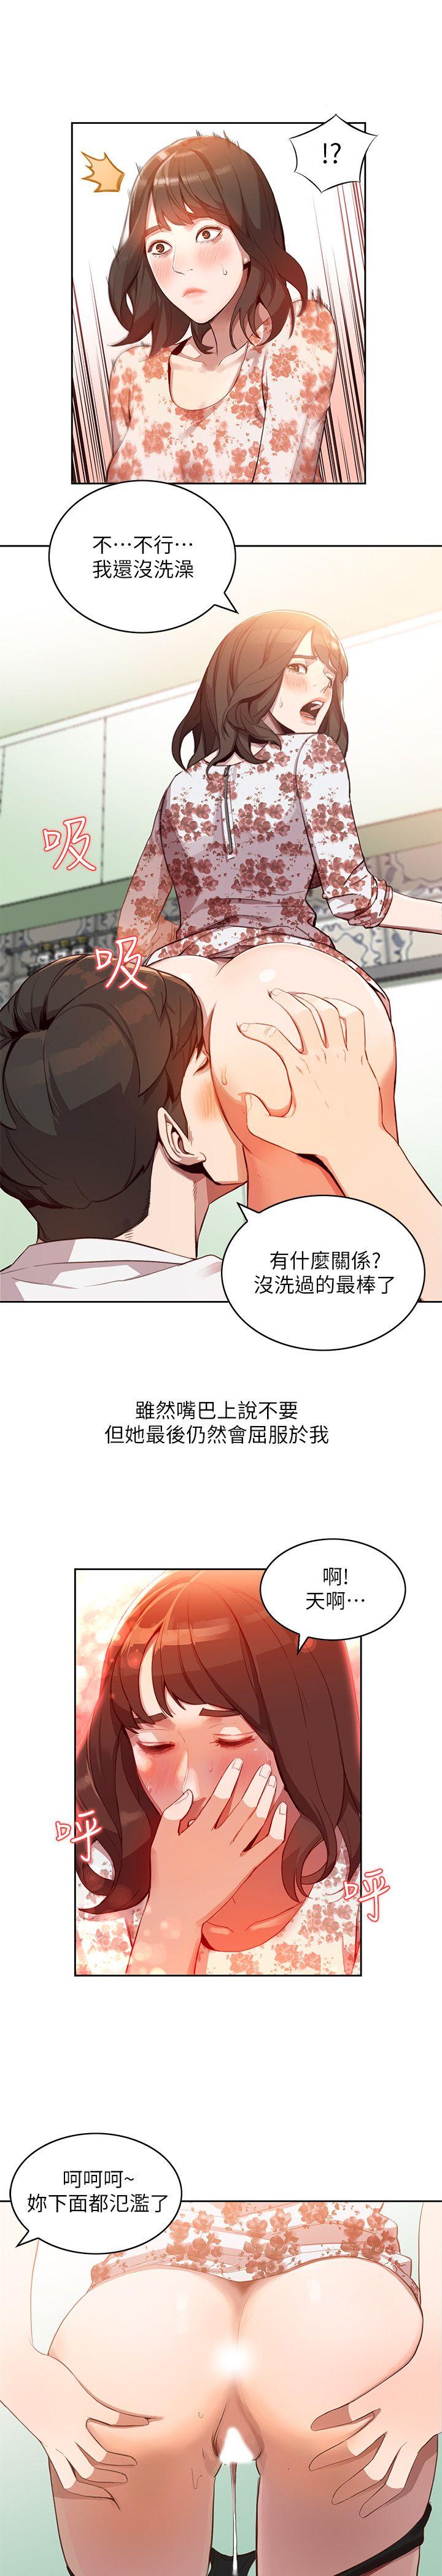 !?
不…不行…
我還沒洗澡
吸
吸
有什麼關係?
沒洗過的最棒了
雖然嘴巴上說不要
但她最後仍然會屈服於我
啊!
天啊…
呼
呼
呵呵呵~
妳下面都氾濫了